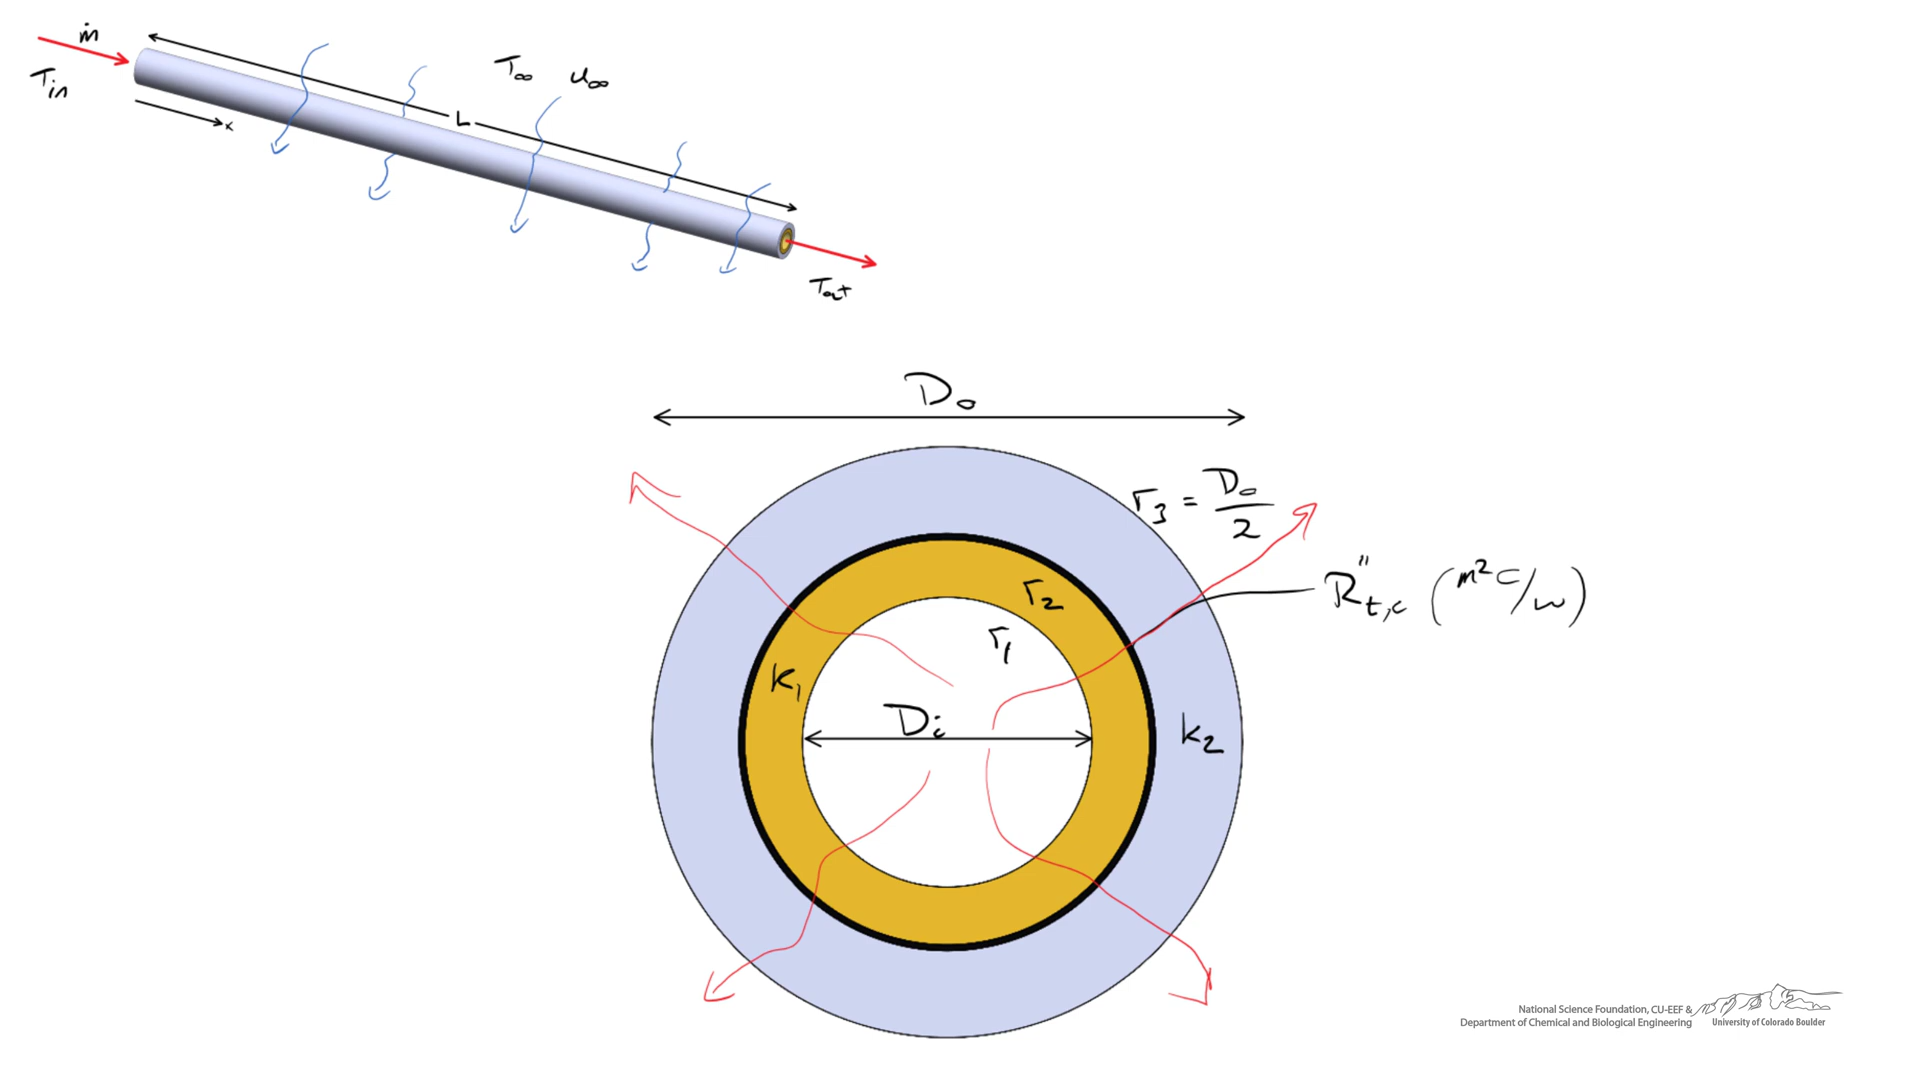 ṁ
T_in
T_∞ u_∞
L
x
T_out
D_o
r_3 = D_o/2
R''_t,c (m²C/W)
r_2
r_1
k_1
D_i
k_2
National Science Foundation, CU-EEF &
Department of Chemical and Biological Engineering
University of Colorado Boulder